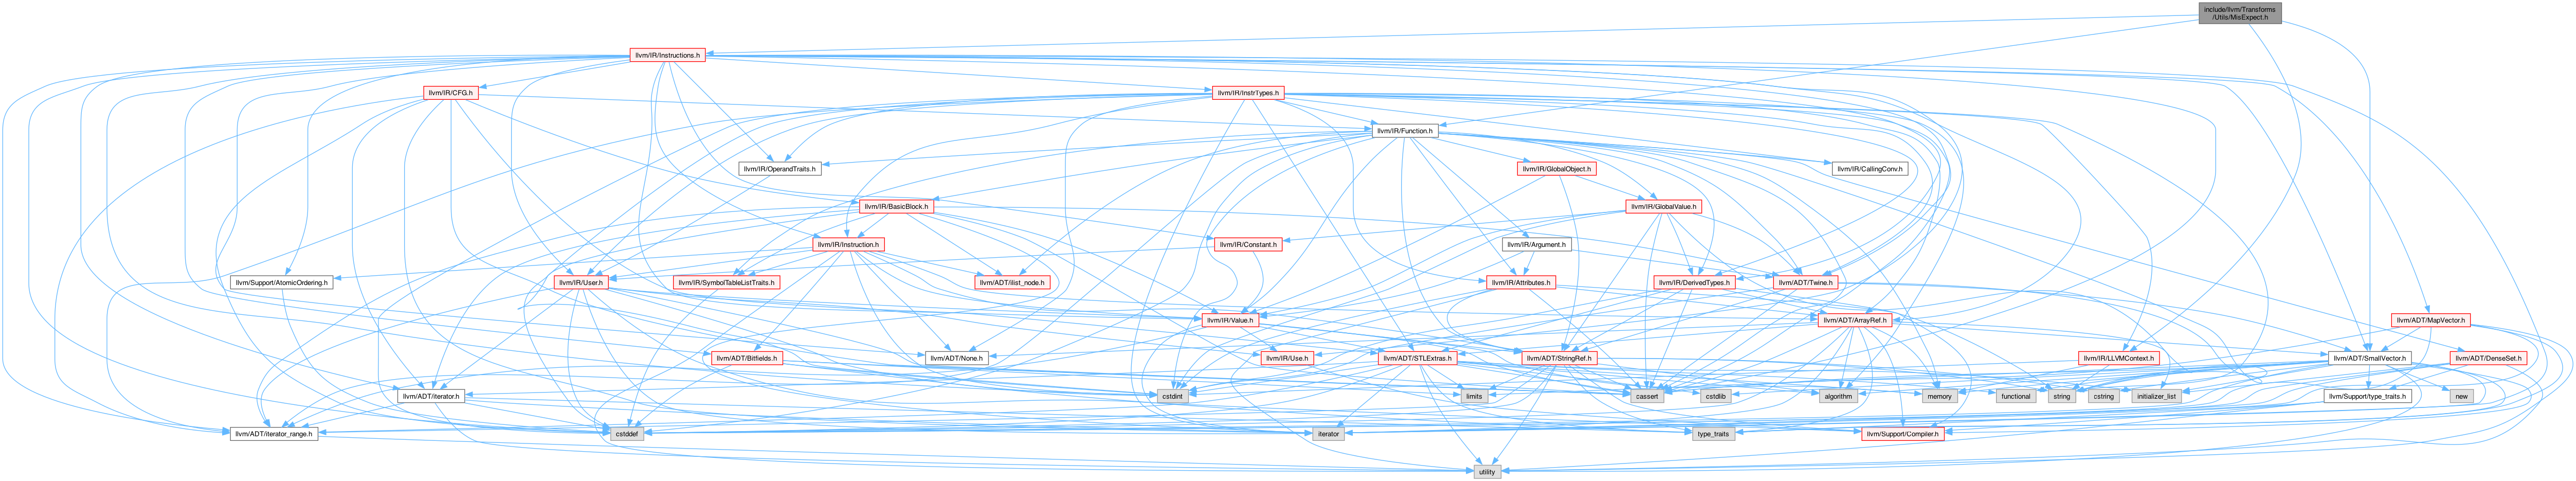 include/llvm/Transforms
/Utils/MisExpect.h
llvm/IR/Instructions.h
llvm/IR/CFG.h
llvm/IR/InstrTypes.h
llvm/IR/Function.h
llvm/IR/OperandTraits.h
llvm/IR/GlobalObject.h
llvm/IR/CallingConv.h
llvm/IR/BasicBlock.h
llvm/IR/GlobalValue.h
llvm/IR/Instruction.h
llvm/IR/Constant.h
llvm/IR/Argument.h
llvm/Support/AtomicOrdering.h
llvm/IR/User.h
llvm/IR/SymbolTableListTraits.h
llvm/ADT/ilist_node.h
llvm/IR/Attributes.h
llvm/IR/DerivedTypes.h
llvm/ADT/Twine.h
llvm/IR/Value.h
llvm/ADT/ArrayRef.h
llvm/ADT/MapVector.h
llvm/ADT/Bitfields.h
llvm/ADT/None.h
llvm/IR/Use.h
llvm/ADT/STLExtras.h
llvm/ADT/StringRef.h
llvm/IR/LLVMContext.h
llvm/ADT/SmallVector.h
llvm/ADT/DenseSet.h
llvm/ADT/iterator.h
cstdint
limits
cassert
cstdlib
algorithm
memory
functional
string
cstring
initializer_list
llvm/Support/type_traits.h
new
llvm/ADT/iterator_range.h
cstddef
iterator
type_traits
llvm/Support/Compiler.h
utility